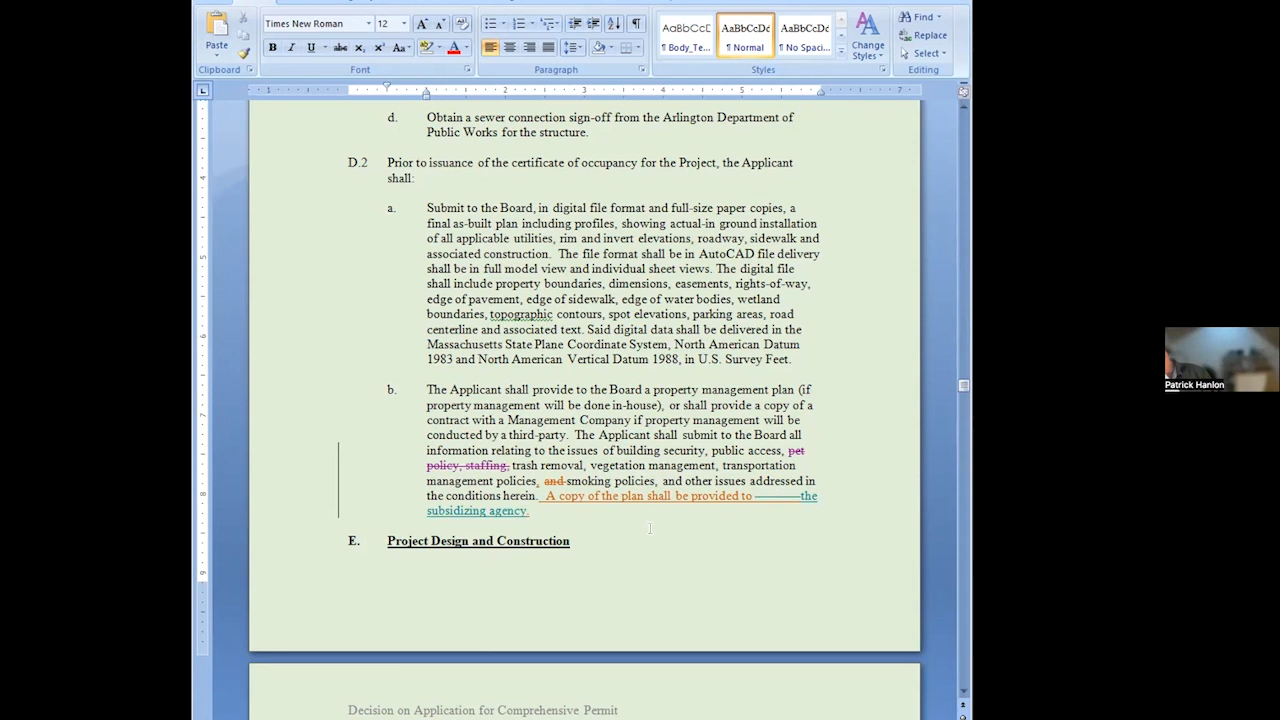 Times New Roman 12
Find
Replace
Select
Paste
Change
Styles
AaBbCcDc AaBbCcDc AaBbCcDc
¶ Body_Te... ¶ Normal ¶ No Spaci...
Clipboard Font Paragraph Styles Editing
d. Obtain a sewer connection sign-off from the Arlington Department of
Public Works for the structure.
D.2 Prior to issuance of the certificate of occupancy for the Project, the Applicant
shall:
a. Submit to the Board, in digital file format and full-size paper copies, a
final as-built plan including profiles, showing actual-in ground installation
of all applicable utilities, rim and invert elevations, roadway, sidewalk and
associated construction. The file format shall be in AutoCAD file delivery
shall be in full model view and individual sheet views. The digital file
shall include property boundaries, dimensions, easements, rights-of-way,
edge of pavement, edge of sidewalk, edge of water bodies, wetland
boundaries, topographic contours, spot elevations, parking areas, road
centerline and associated text. Said digital data shall be delivered in the
Massachusetts State Plane Coordinate System, North American Datum
1983 and North American Vertical Datum 1988, in U.S. Survey Feet.
b. The Applicant shall provide to the Board a property management plan (if
property management will be done in-house), or shall provide a copy of a
contract with a Management Company if property management will be
conducted by a third-party. The Applicant shall submit to the Board all
information relating to the issues of building security, public access, pet
policy, staffing, trash removal, vegetation management, transportation
management policies, and smoking policies, and other issues addressed in
the conditions herein. A copy of the plan shall be provided to the
subsidizing agency.
E. Project Design and Construction
Decision on Application for Comprehensive Permit
Patrick Hanlon